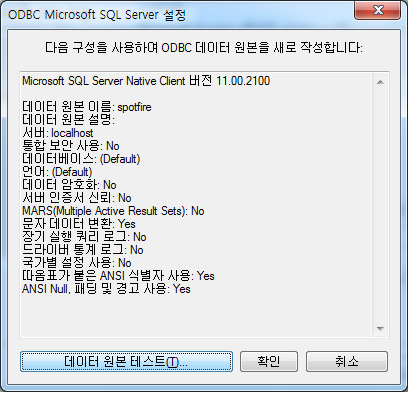 ODBC Microsoft SQL Server 설정
다음 구성을 사용하며 ODBC 데이터 원본을 새로 작성합니다:
Microsoft SQL Server Native Client 버전 11.00.2100
데이터 원본 이름: spotfire
데이터 원본 설명:
서버: localhost
통합 보안 사용: No
데이터베이스: (Default)
언어: (Default)
데이터 암호화: No
서버 인증서 신뢰: No
MARS(Multiple Active Result Sets): No
문자 데이터 변환: Yes
장기 실행 쿼리 로그: No
드라이버 통계 로그: No
국가별 설정 사용: No
따옴표가 붙은 ANSI 식별자 사용: Yes
ANSI Null, 패딩 및 경고 사용: Yes
데이터 원본 테스트(T)...
확인
취소